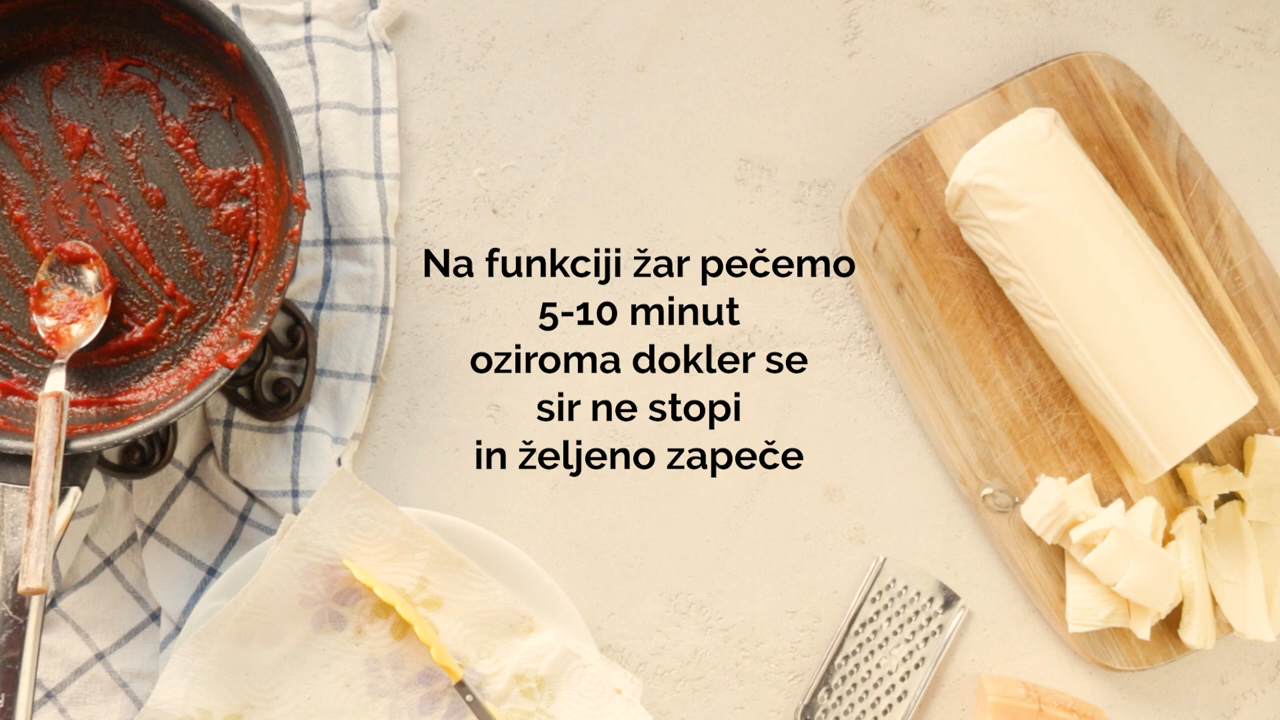 Na funkciji žar pečemo
5-10 minut
oziroma dokler se
sir ne stopi
in željeno zapeče